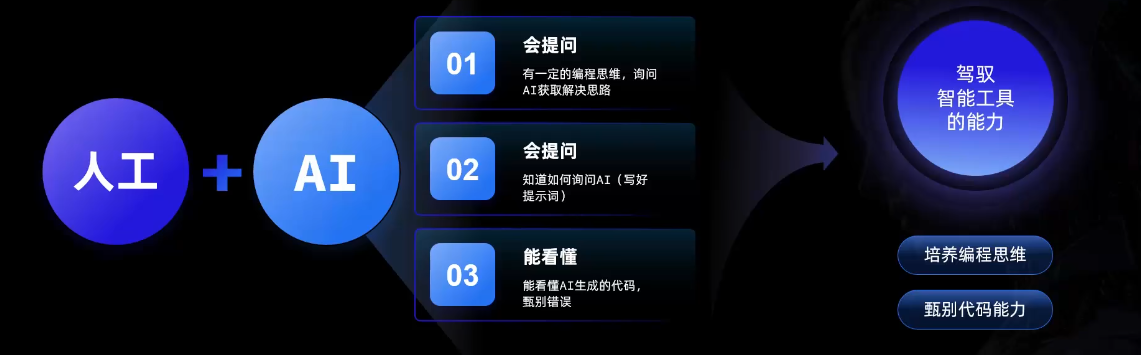 人工
+
AI
01
会提问
有一定的编程思维，询问
AI获取解决思路
02
会提问
知道如何询问AI（写好
提示词）
03
能看懂
能看懂AI生成的代码，
甄别错误
驾驭
智能工具
的能力
培养编程思维
甄别代码能力